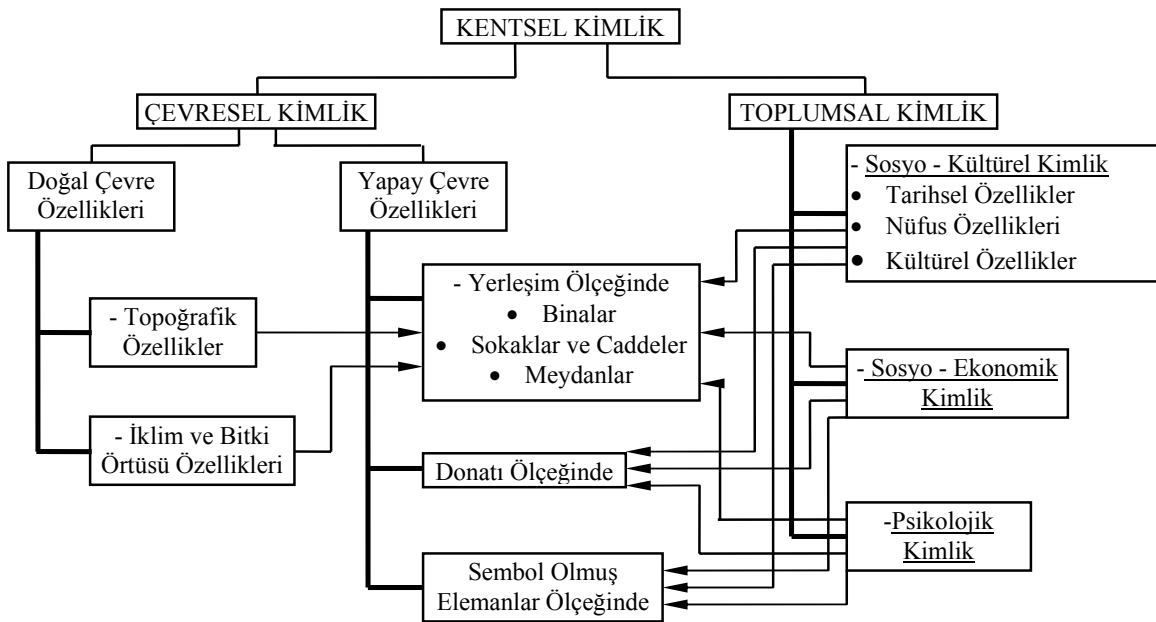 KENTSEL KİMLİK
ÇEVRESEL KİMLİK
TOPLUMSAL KİMLİK
Doğal Çevre
Özellikleri
Yapay Çevre
Özellikleri
- Sosyo - Kültürel Kimlik
• Tarihsel Özellikler
• Nüfus Özellikleri
• Kültürel Özellikler
- Yerleşim Ölçeğinde
• Binalar
• Sokaklar ve Caddeler
• Meydanlar
- Topoğrafik
Özellikler
- Sosyo - Ekonomik
Kimlik
- İklim ve Bitki
Örtüsü Özellikleri
Donatı Ölçeğinde
-Psikolojik
Kimlik
Sembol Olmuş
Elemanlar Ölçeğinde